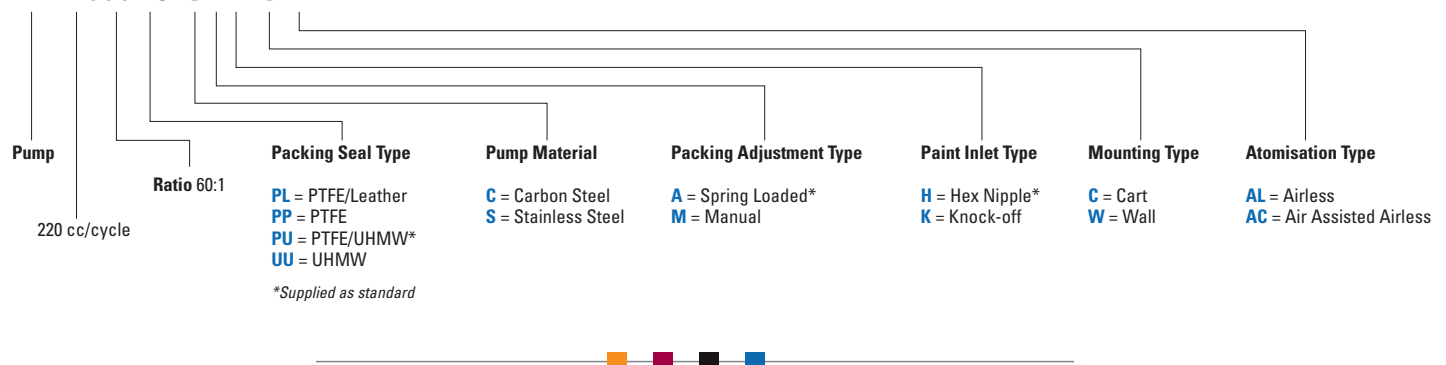 Pump
220 cc/cycle
Ratio 60:1
Packing Seal Type
PL = PTFE/Leather
PP = PTFE
PU = PTFE/UHMW*
UU = UHMW
*Supplied as standard
Pump Material
C = Carbon Steel
S = Stainless Steel
Packing Adjustment Type
A = Spring Loaded*
M = Manual
Paint Inlet Type
H = Hex Nipple*
K = Knock-off
Mounting Type
C = Cart
W = Wall
Atomisation Type
AL = Airless
AC = Air Assisted Airless